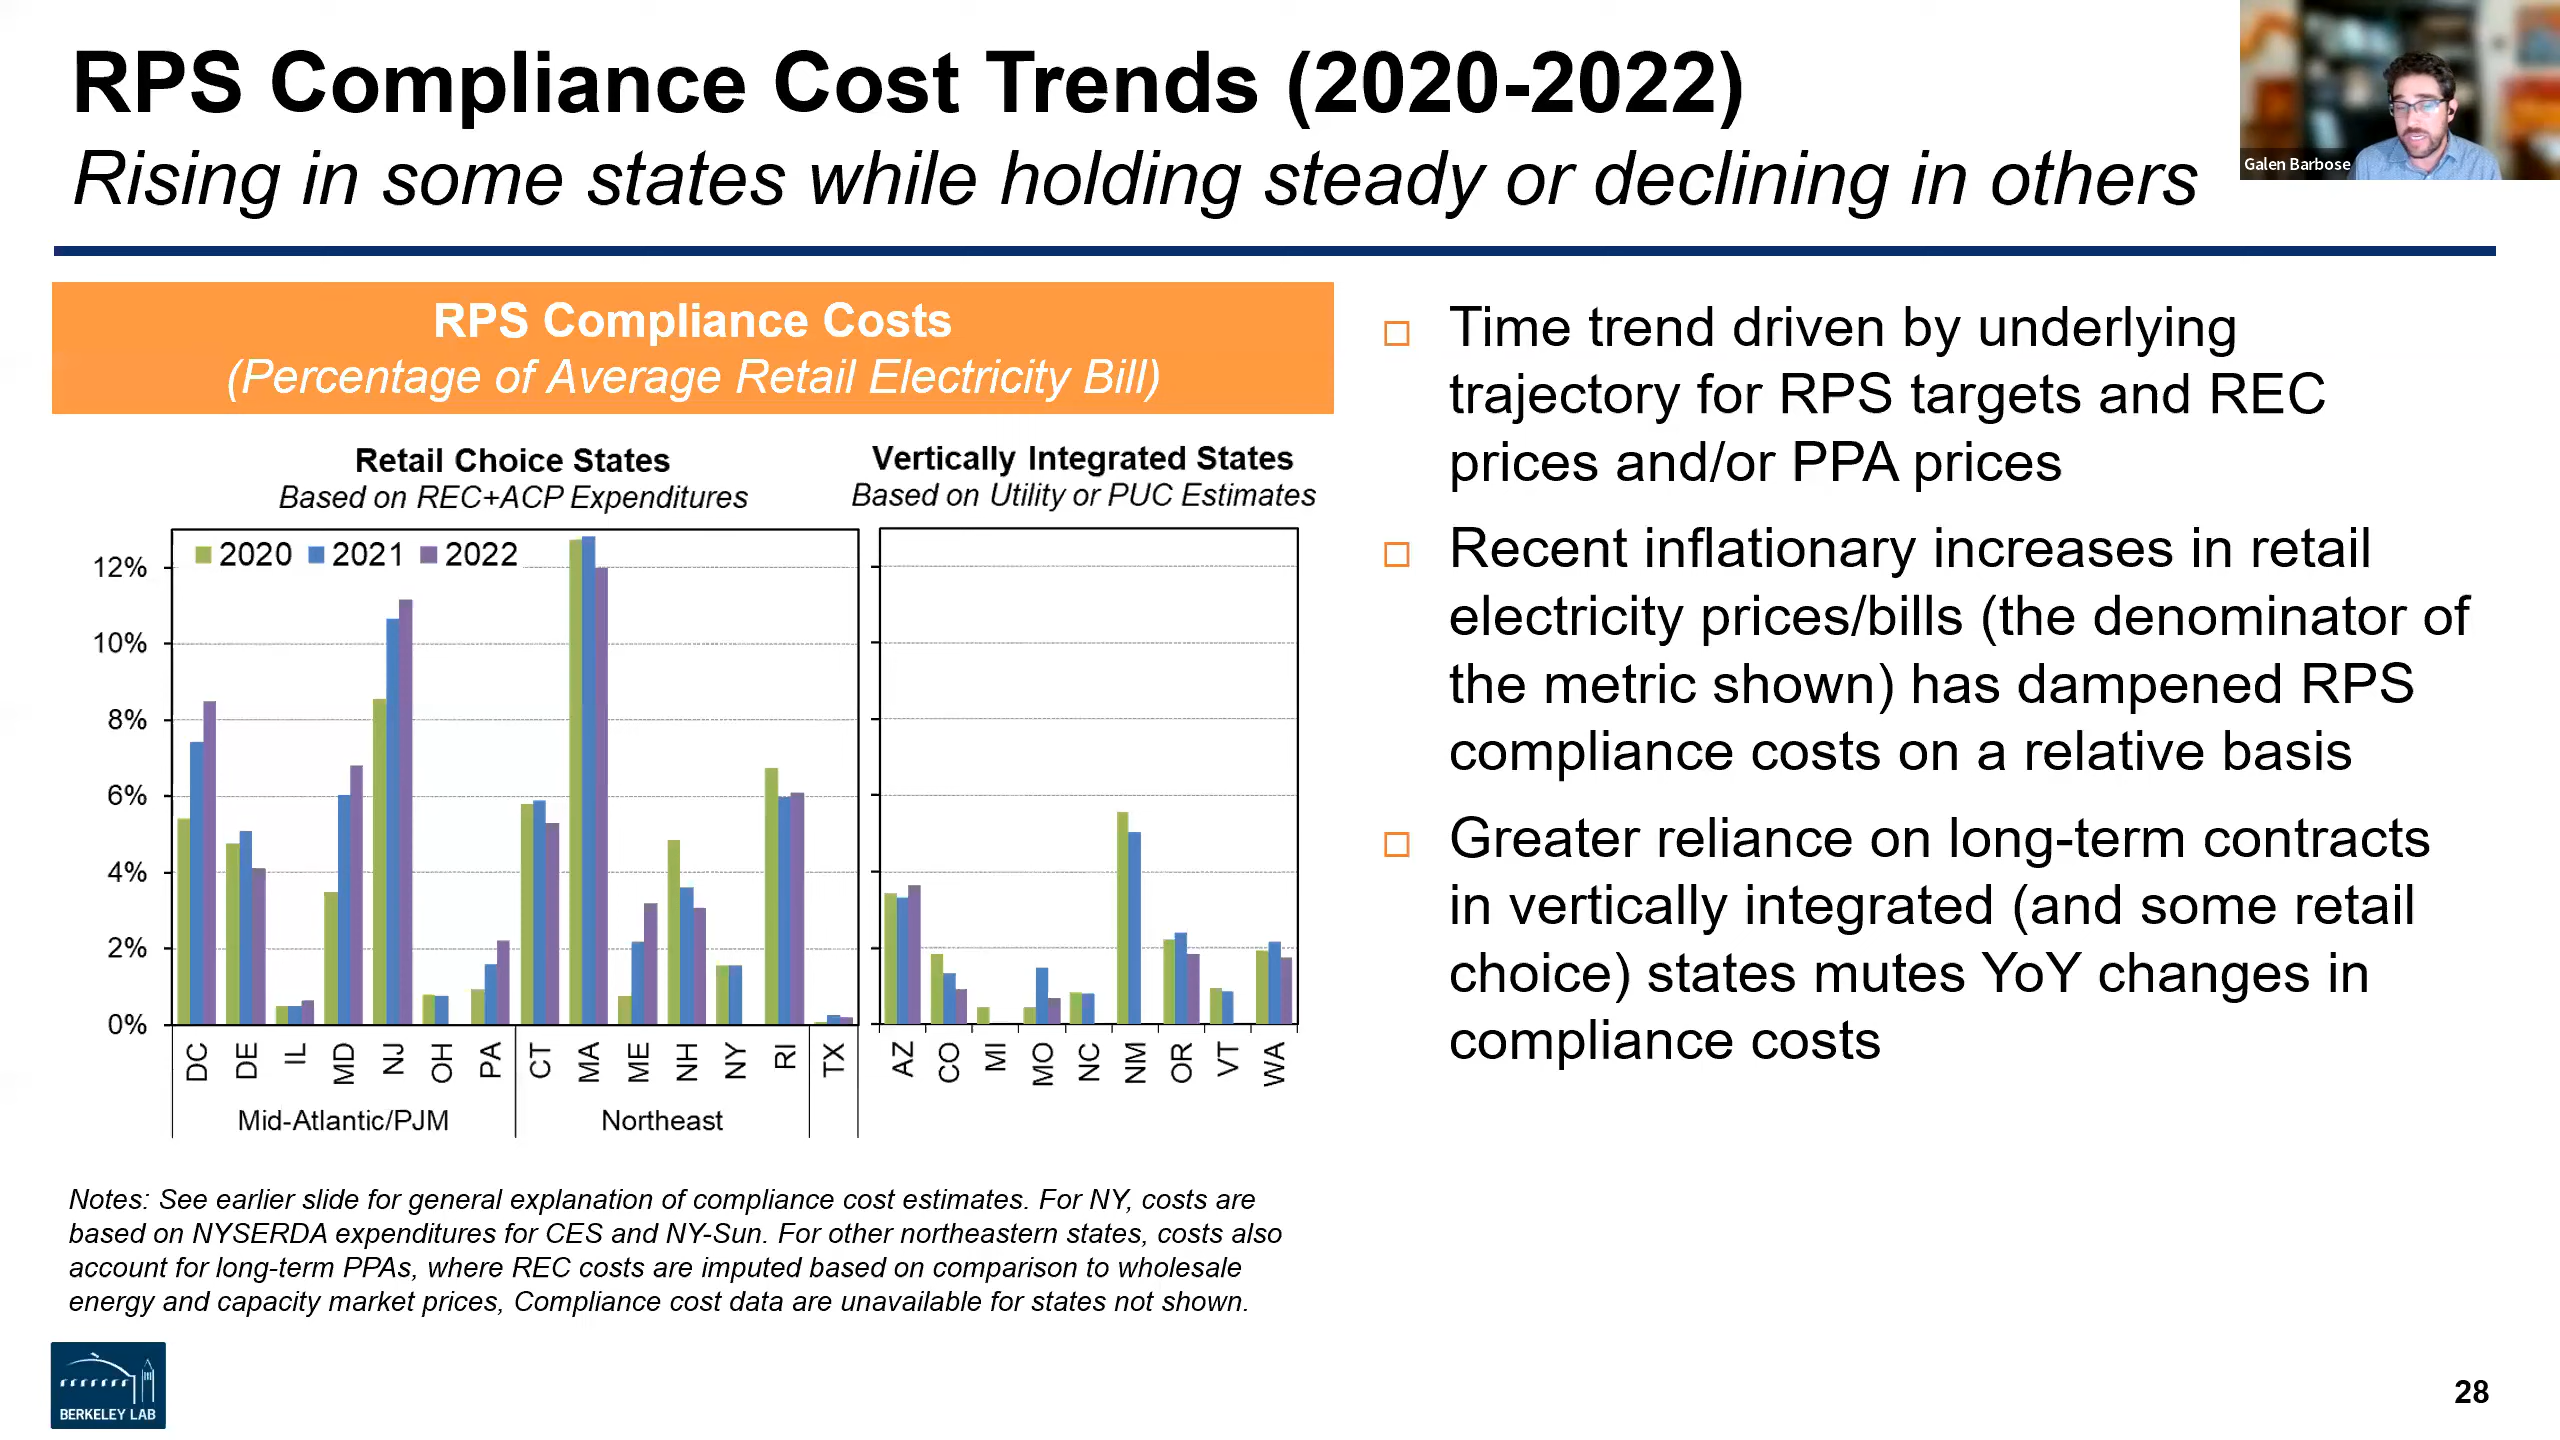 RPS Compliance Cost Trends (2020-2022)
Rising in some states while holding steady or declining in others
Galen Barbose
RPS Compliance Costs
(Percentage of Average Retail Electricity Bill)
Retail Choice States
Based on REC+ACP Expenditures
Vertically Integrated States
Based on Utility or PUC Estimates
2020 2021 2022
12%
10%
8%
6%
4%
2%
0%
DC DE IL MD NJ OH PA CT MA ME NH NY RI TX
Mid-Atlantic/PJM Northeast
AZ CO MI MO NC NM OR VT WA
Notes: See earlier slide for general explanation of compliance cost estimates. For NY, costs are
based on NYSERDA expenditures for CES and NY-Sun. For other northeastern states, costs also
account for long-term PPAs, where REC costs are imputed based on comparison to wholesale
energy and capacity market prices, Compliance cost data are unavailable for states not shown.
Time trend driven by underlying
trajectory for RPS targets and REC
prices and/or PPA prices
Recent inflationary increases in retail
electricity prices/bills (the denominator of
the metric shown) has dampened RPS
compliance costs on a relative basis
Greater reliance on long-term contracts
in vertically integrated (and some retail
choice) states mutes YoY changes in
compliance costs
BERKELEY LAB
28